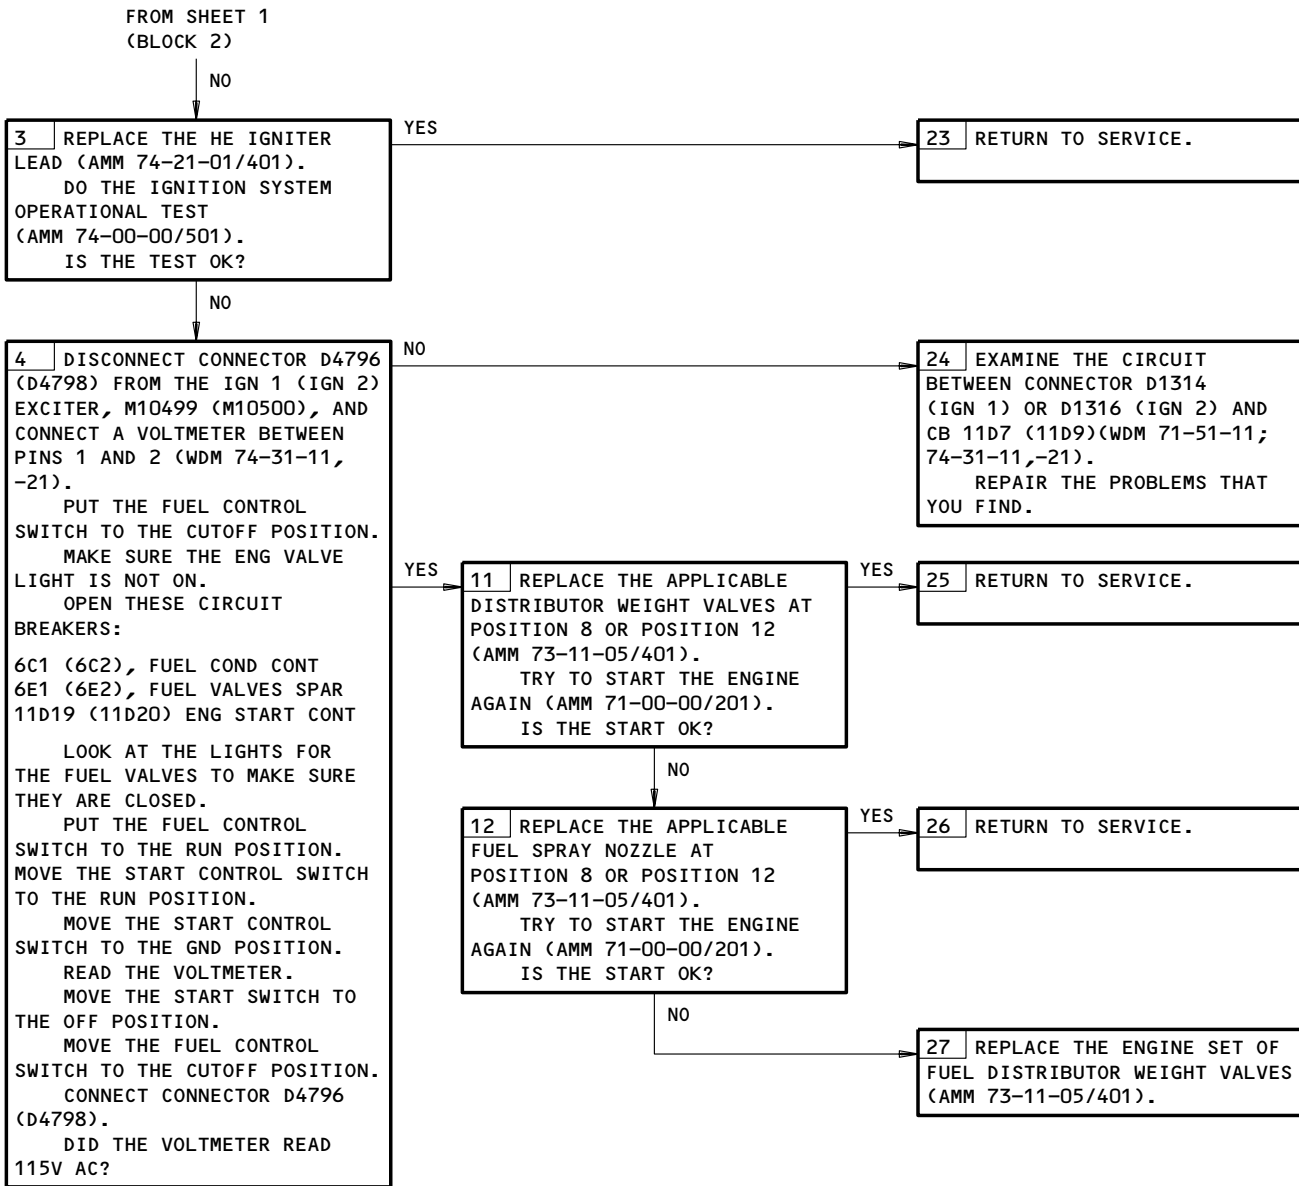 FROM SHEET 1
(BLOCK 2)
NO
3 REPLACE THE HE IGNITER
LEAD (AMM 74-21-01/401).
DO THE IGNITION SYSTEM
OPERATIONAL TEST
(AMM 74-00-00/501).
IS THE TEST OK?
YES
23 RETURN TO SERVICE.
NO
4 DISCONNECT CONNECTOR D4796
(D4798) FROM THE IGN 1 (IGN 2)
EXCITER, M10499 (M10500), AND
CONNECT A VOLTMETER BETWEEN
PINS 1 AND 2 (WDM 74-31-11,
-21).
PUT THE FUEL CONTROL
SWITCH TO THE CUTOFF POSITION.
MAKE SURE THE ENG VALVE
LIGHT IS NOT ON.
OPEN THESE CIRCUIT
BREAKERS:
6C1 (6C2), FUEL COND CONT
6E1 (6E2), FUEL VALVES SPAR
11D19 (11D20) ENG START CONT
LOOK AT THE LIGHTS FOR
THE FUEL VALVES TO MAKE SURE
THEY ARE CLOSED.
PUT THE FUEL CONTROL
SWITCH TO THE RUN POSITION.
MOVE THE START CONTROL SWITCH
TO THE RUN POSITION.
MOVE THE START CONTROL
SWITCH TO THE GND POSITION.
READ THE VOLTMETER.
MOVE THE START SWITCH TO
THE OFF POSITION.
MOVE THE FUEL CONTROL
SWITCH TO THE CUTOFF POSITION.
CONNECT CONNECTOR D4796
(D4798).
DID THE VOLTMETER READ
115V AC?
NO
24 EXAMINE THE CIRCUIT
BETWEEN CONNECTOR D1314
(IGN 1) OR D1316 (IGN 2) AND
CB 11D7 (11D9)(WDM 71-51-11;
74-31-11,-21).
REPAIR THE PROBLEMS THAT
YOU FIND.
YES
11 REPLACE THE APPLICABLE
DISTRIBUTOR WEIGHT VALVES AT
POSITION 8 OR POSITION 12
(AMM 73-11-05/401).
TRY TO START THE ENGINE
AGAIN (AMM 71-00-00/201).
IS THE START OK?
YES
25 RETURN TO SERVICE.
NO
12 REPLACE THE APPLICABLE
FUEL SPRAY NOZZLE AT
POSITION 8 OR POSITION 12
(AMM 73-11-05/401).
TRY TO START THE ENGINE
AGAIN (AMM 71-00-00/201).
IS THE START OK?
YES
26 RETURN TO SERVICE.
NO
27 REPLACE THE ENGINE SET OF
FUEL DISTRIBUTOR WEIGHT VALVES
(AMM 73-11-05/401).